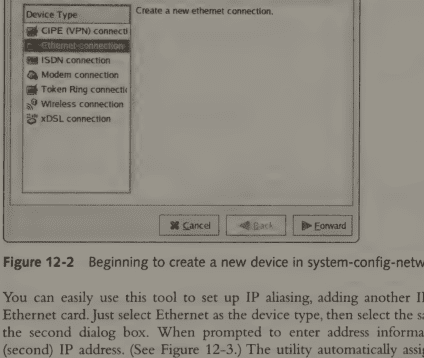 Device Type
Create a new ethernet connection.
CIPE (VPN) connecti
Ethernet connection
ISDN connection
Modem connection
Token Ring connectic
Wireless connection
xDSL connection
Cancel
Back
Forward
Figure 12-2 Beginning to create a new device in system-config-netw
You can easily use this tool to set up IP aliasing, adding another II
Ethernet card. Just select Ethernet as the device type, then select the sa
the second dialog box. When prompted to enter address informa
(second) IP address. (See Figure 12-3.) The utility automatically assig